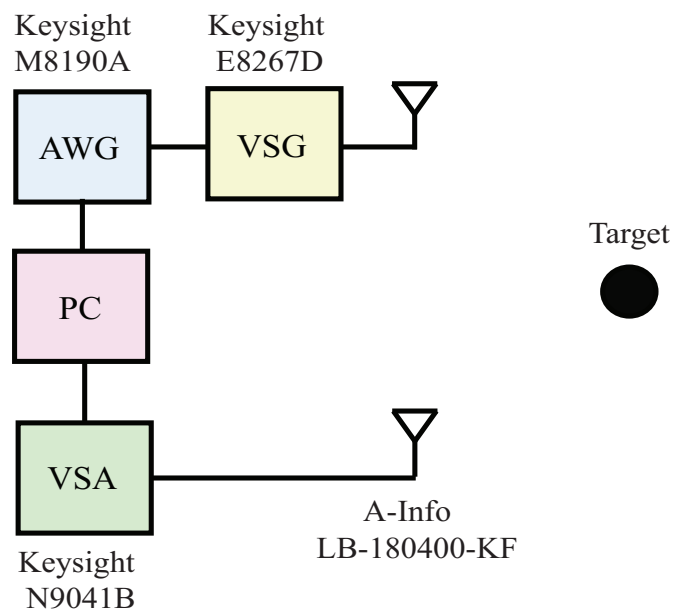 Keysight
M8190A
Keysight
E8267D
AWG
VSG
Target
PC
VSA
A-Info
LB-180400-KF
Keysight
N9041B